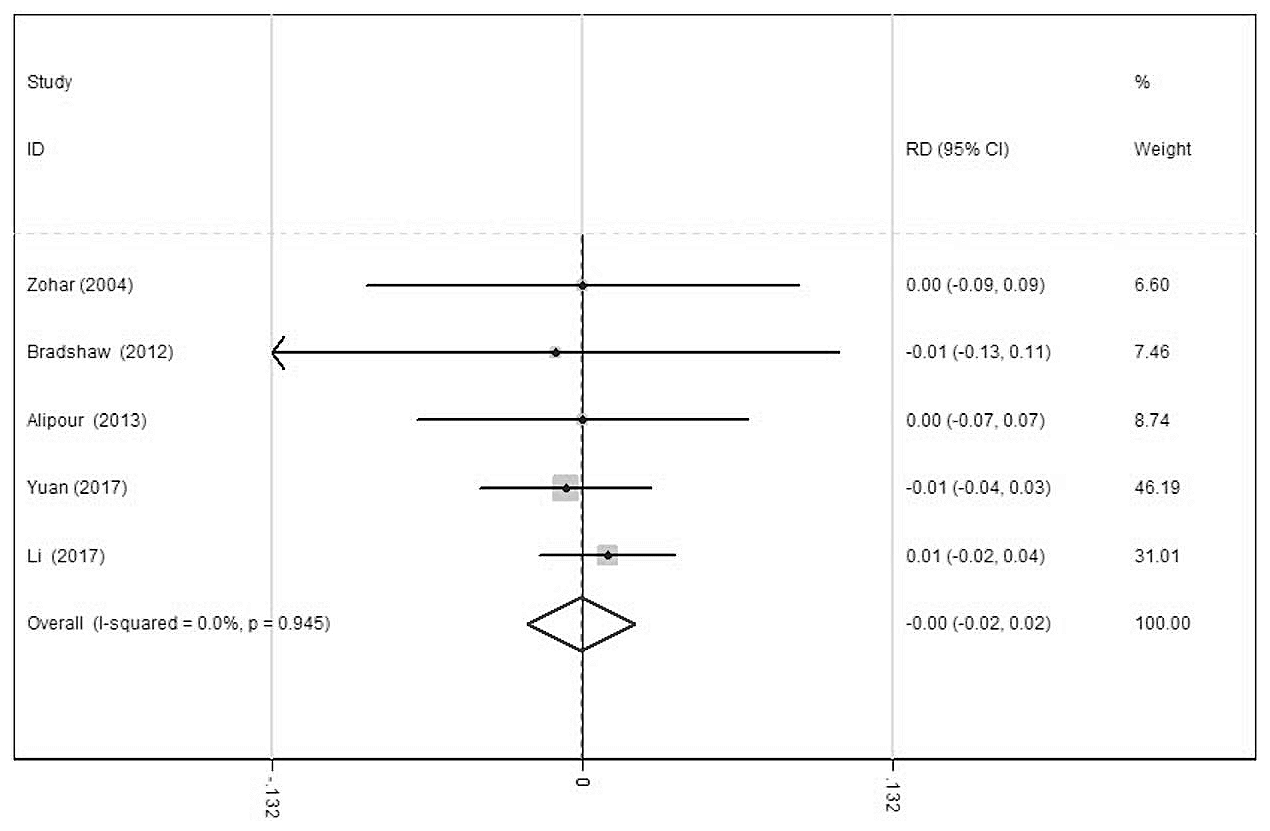 Study %
ID RD (95% CI) Weight
Zohar (2004) 0.00 (-0.09, 0.09) 6.60
Bradshaw (2012) -0.01 (-0.13, 0.11) 7.46
Alipour (2013) 0.00 (-0.07, 0.07) 8.74
Yuan (2017) -0.01 (-0.04, 0.03) 46.19
Li (2017) 0.01 (-0.02, 0.04) 31.01
Overall (I-squared = 0.0%, p = 0.945) -0.00 (-0.02, 0.02) 100.00
-.132 0 .132